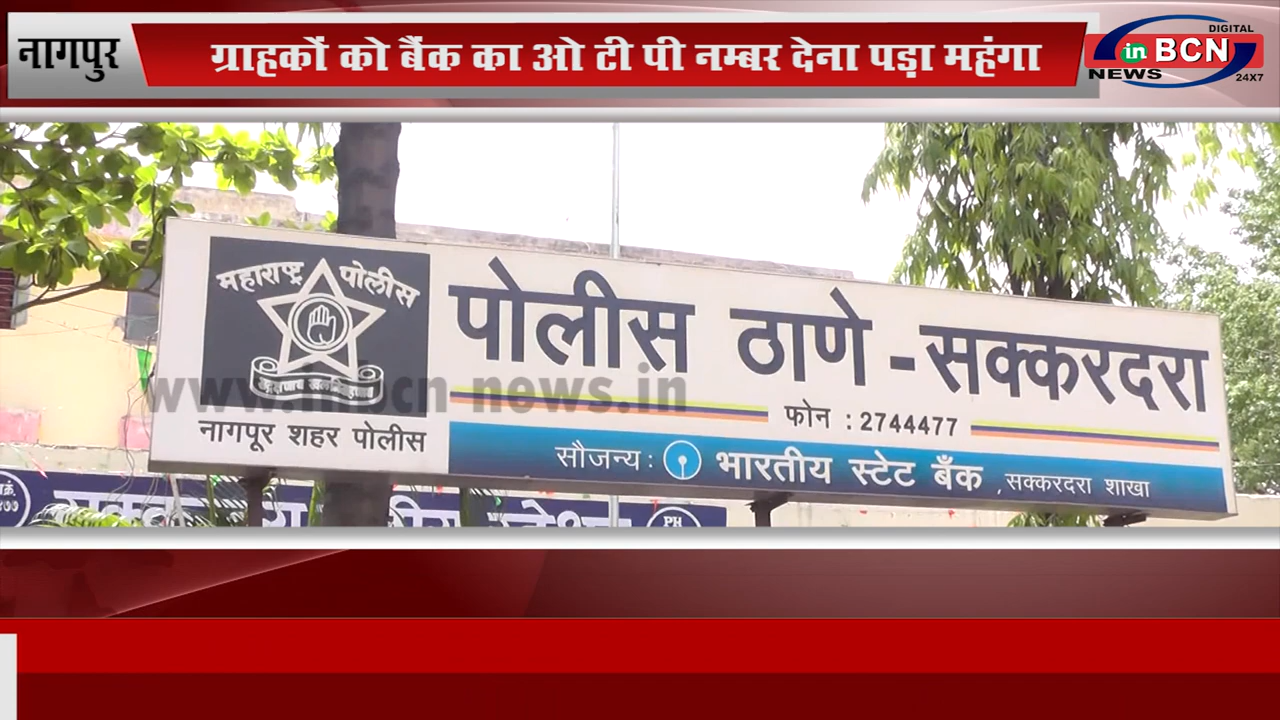 नागपुर
ग्राहकों को बैंक का ओ टी पी नम्बर देना पड़ा महंगा
DIGITAL
in BCN
NEWS
24X7
महाराष्ट्र पोलीस
पोलीस ठाणे - सक्करदरा
www.inbcn-news.in
फोन : 2744477
नागपूर शहर पोलीस
सौजन्य : भारतीय स्टेट बँक , सक्करदरा शाखा
PH